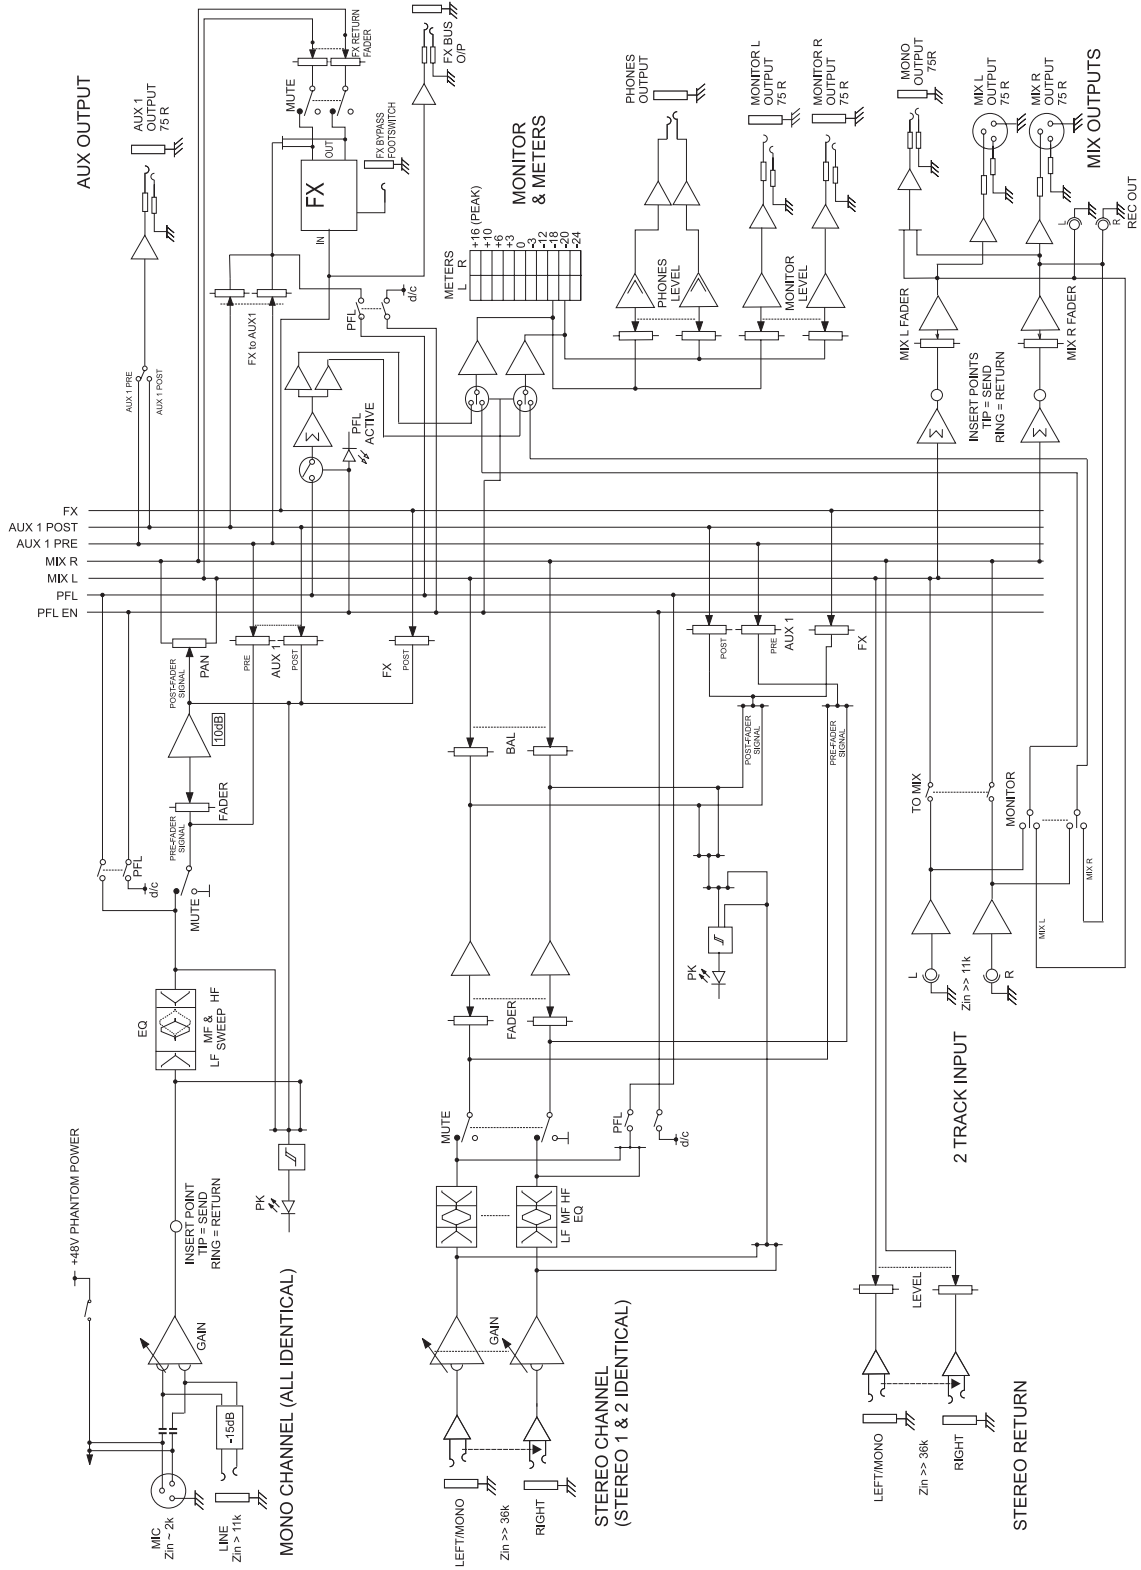 AUX OUTPUT
AUX 1
OUTPUT
75 R
AUX 1 PRE
AUX 1 POST
FX RETURN
FADER
MUTE
OUT
FX
IN
FX BYPASS
FOOTSWITCH
FX BUS
O/P
FX to AUX1
PFL
d/c
PFL
ACTIVE
Σ
MONITOR
& METERS
METERS
L R
+16 (PEAK)
+10
+6
+3
0
-3
-12
-18
-20
-24
PHONES
OUTPUT
PHONES
LEVEL
MONITOR L
OUTPUT
75 R
MONITOR R
OUTPUT
75 R
MONITOR
LEVEL
MONO
OUTPUT
75R
MIX L
OUTPUT
75 R
MIX R
OUTPUT
75 R
MIX OUTPUTS
L
R
REC OUT
MIX L FADER
MIX R FADER
INSERT POINTS
TIP = SEND
RING = RETURN
Σ
Σ
FX
AUX 1 POST
AUX 1 PRE
MIX R
MIX L
PFL
PFL EN
PAN
POST-FADER
SIGNAL
10dB
FADER
PRE-FADER
SIGNAL
PRE
AUX 1
POST
FX
POST
PFL
d/c
MUTE
EQ
HF
MF &
SWEEP
LF
PK
INSERT POINT
TIP = SEND
RING = RETURN
+48V PHANTOM POWER
GAIN
-15dB
MIC
Zin ~ 2k
LINE
Zin > 11k
MONO CHANNEL (ALL IDENTICAL)
POST
PRE
AUX 1
FX
BAL
POST-FADER
SIGNAL
PRE-FADER
SIGNAL
FADER
PK
MUTE
PFL
d/c
LF MF HF
EQ
GAIN
LEFT/MONO
Zin >> 36k
RIGHT
STEREO CHANNEL
(STEREO 1 & 2 IDENTICAL)
TO MIX
MONITOR
MIX L
MIX R
L
Zin >> 11k
R
2 TRACK INPUT
LEVEL
LEFT/MONO
Zin >> 36k
RIGHT
STEREO RETURN